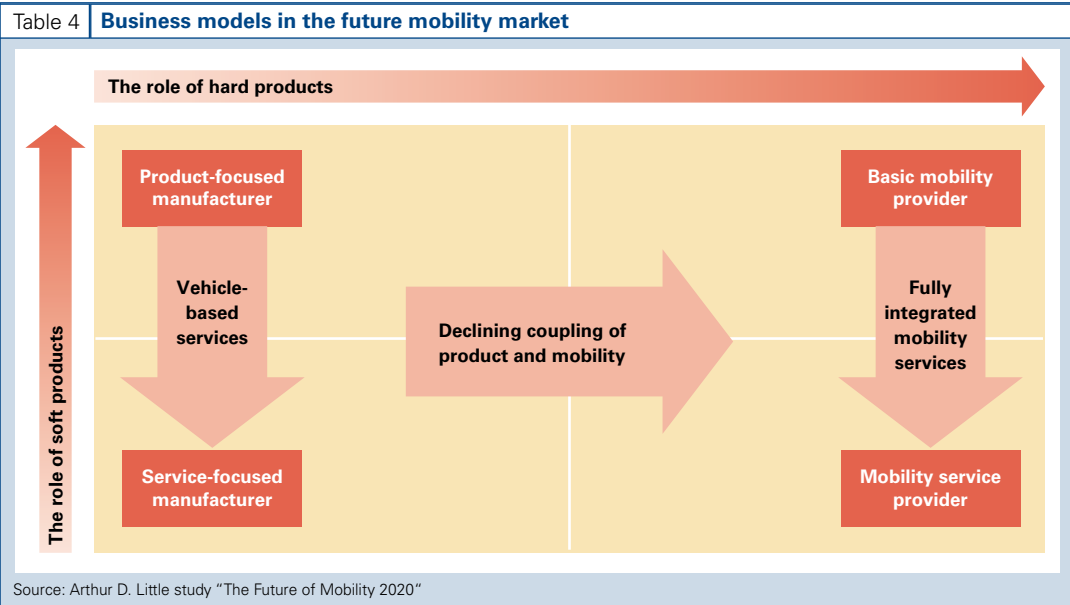 Table 4
Business models in the future mobility market
The role of hard products
The role of soft products
Product-focused
manufacturer
Basic mobility
provider
Vehicle-
based
services
Declining coupling of
product and mobility
Fully
integrated
mobility
services
Service-focused
manufacturer
Mobility service
provider
Source: Arthur D. Little study “The Future of Mobility 2020“